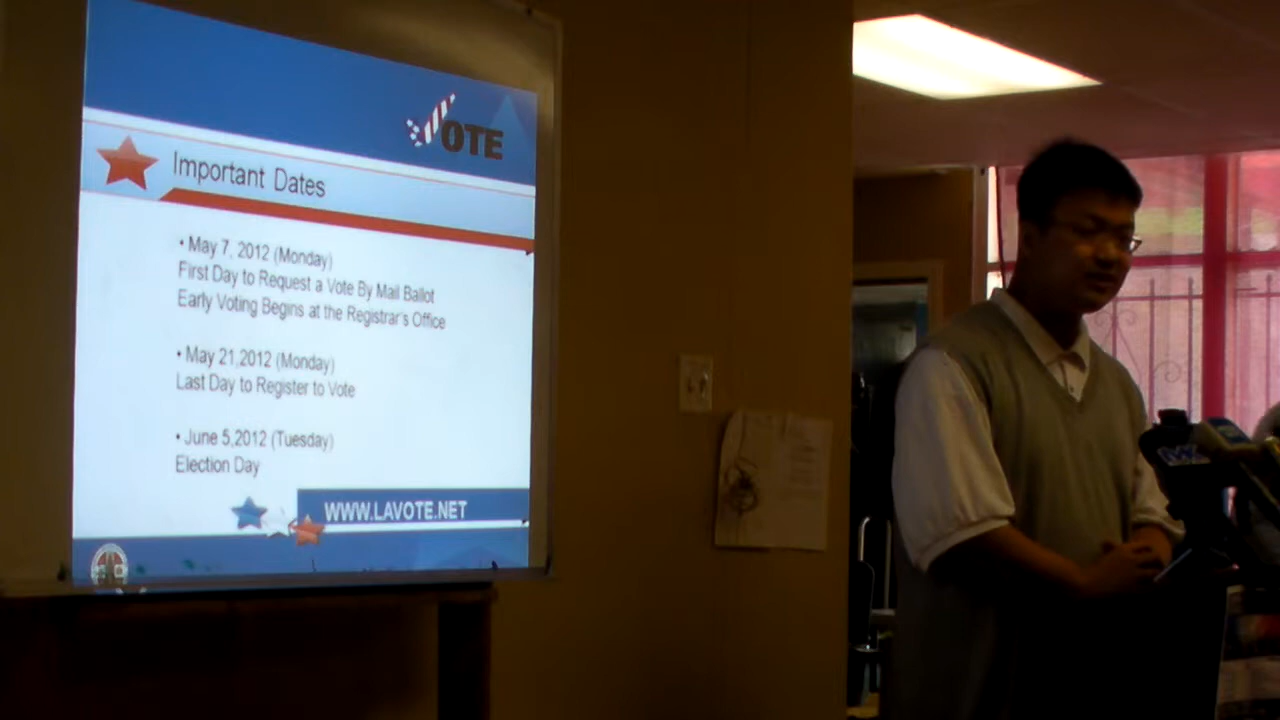 VOTE
Important Dates
• May 7, 2012 (Monday)
First Day to Request a Vote By Mail Ballot
Early Voting Begins at the Registrar's Office
• May 21,2012 (Monday)
Last Day to Register to Vote
• June 5,2012 (Tuesday)
Election Day
WWW.LAVOTE.NET